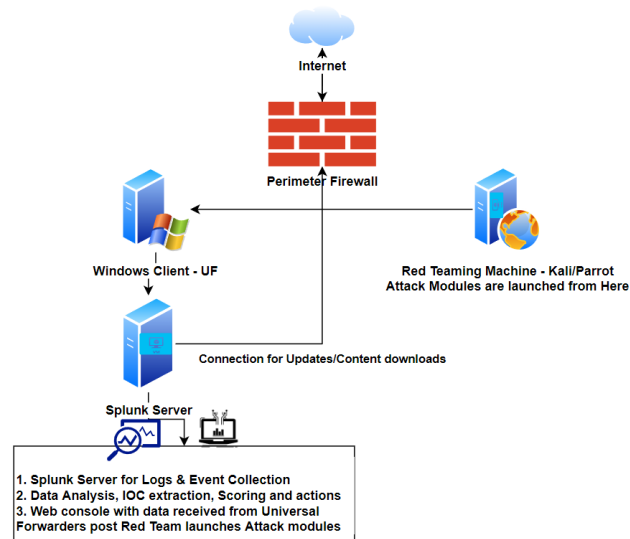 Internet
Perimeter Firewall
Windows Client - UF
Red Teaming Machine - Kali/Parrot
Attack Modules are launched from Here
Connection for Updates/Content downloads
Splunk Server
1. Splunk Server for Logs & Event Collection
2. Data Analysis, IOC extraction, Scoring and actions
3. Web console with data received from Universal
Forwarders post Red Team launches Attack modules